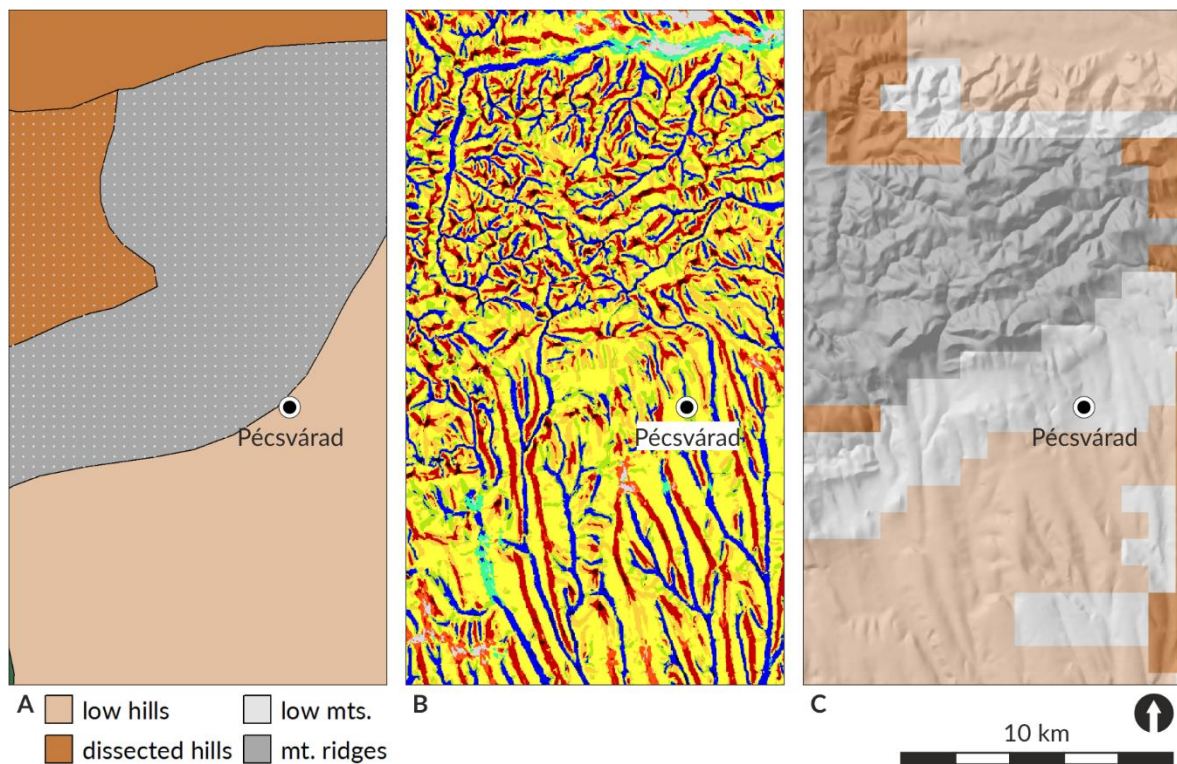 Pécsvárad
Pécsvárad
Pécsvárad
A
B
C
low hills
low mts.
dissected hills
mt. ridges
10 km